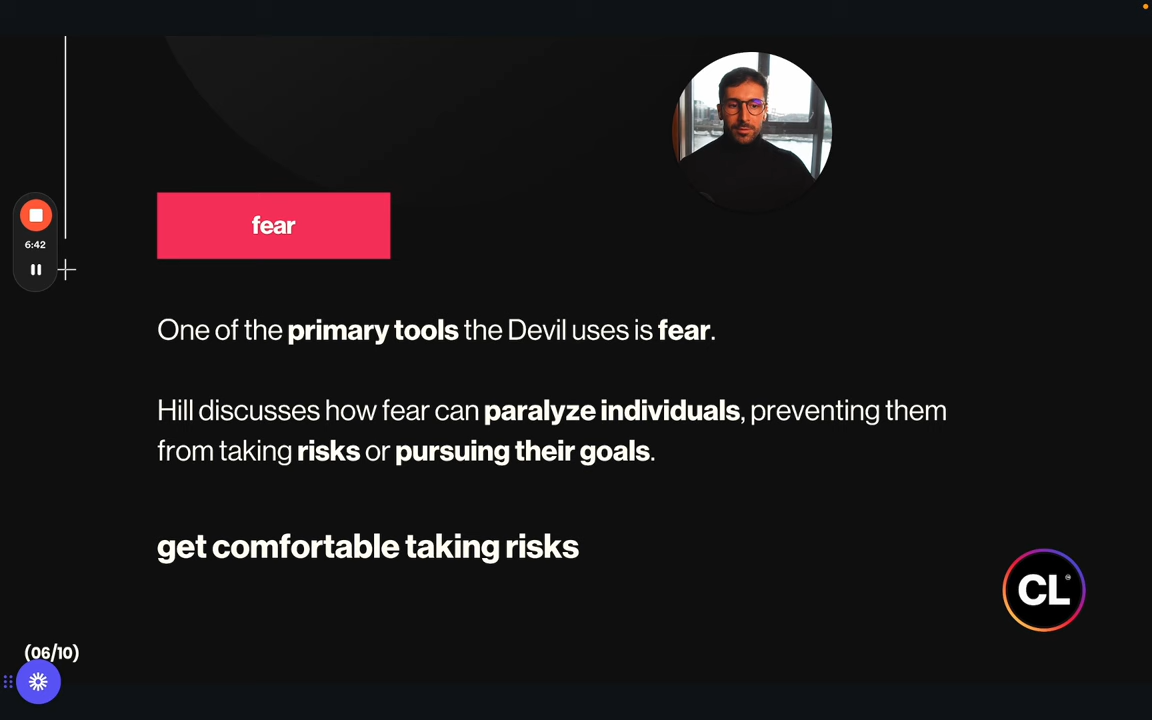 fear
6:42
One of the primary tools the Devil uses is fear.
Hill discusses how fear can paralyze individuals, preventing them
from taking risks or pursuing their goals.
get comfortable taking risks
CL
(06/10)